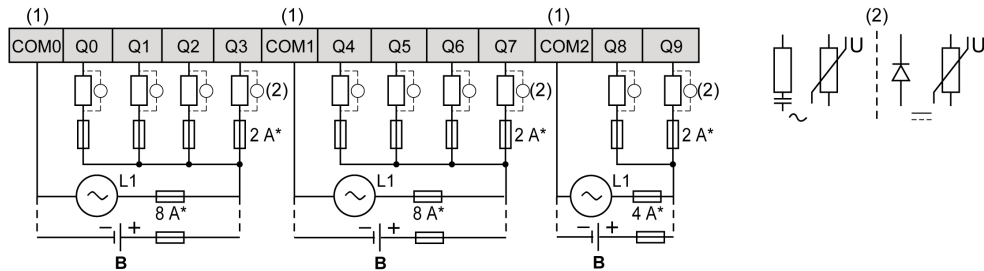 (1) (1) (1) (2)
COM0 Q0 Q1 Q2 Q3 COM1 Q4 Q5 Q6 Q7 COM2 Q8 Q9
U U
(2) (2) (2)
2 A* 2 A* 2 A*
L1 L1 L1
8 A* 8 A* 4 A*
− + − + − +
B B B